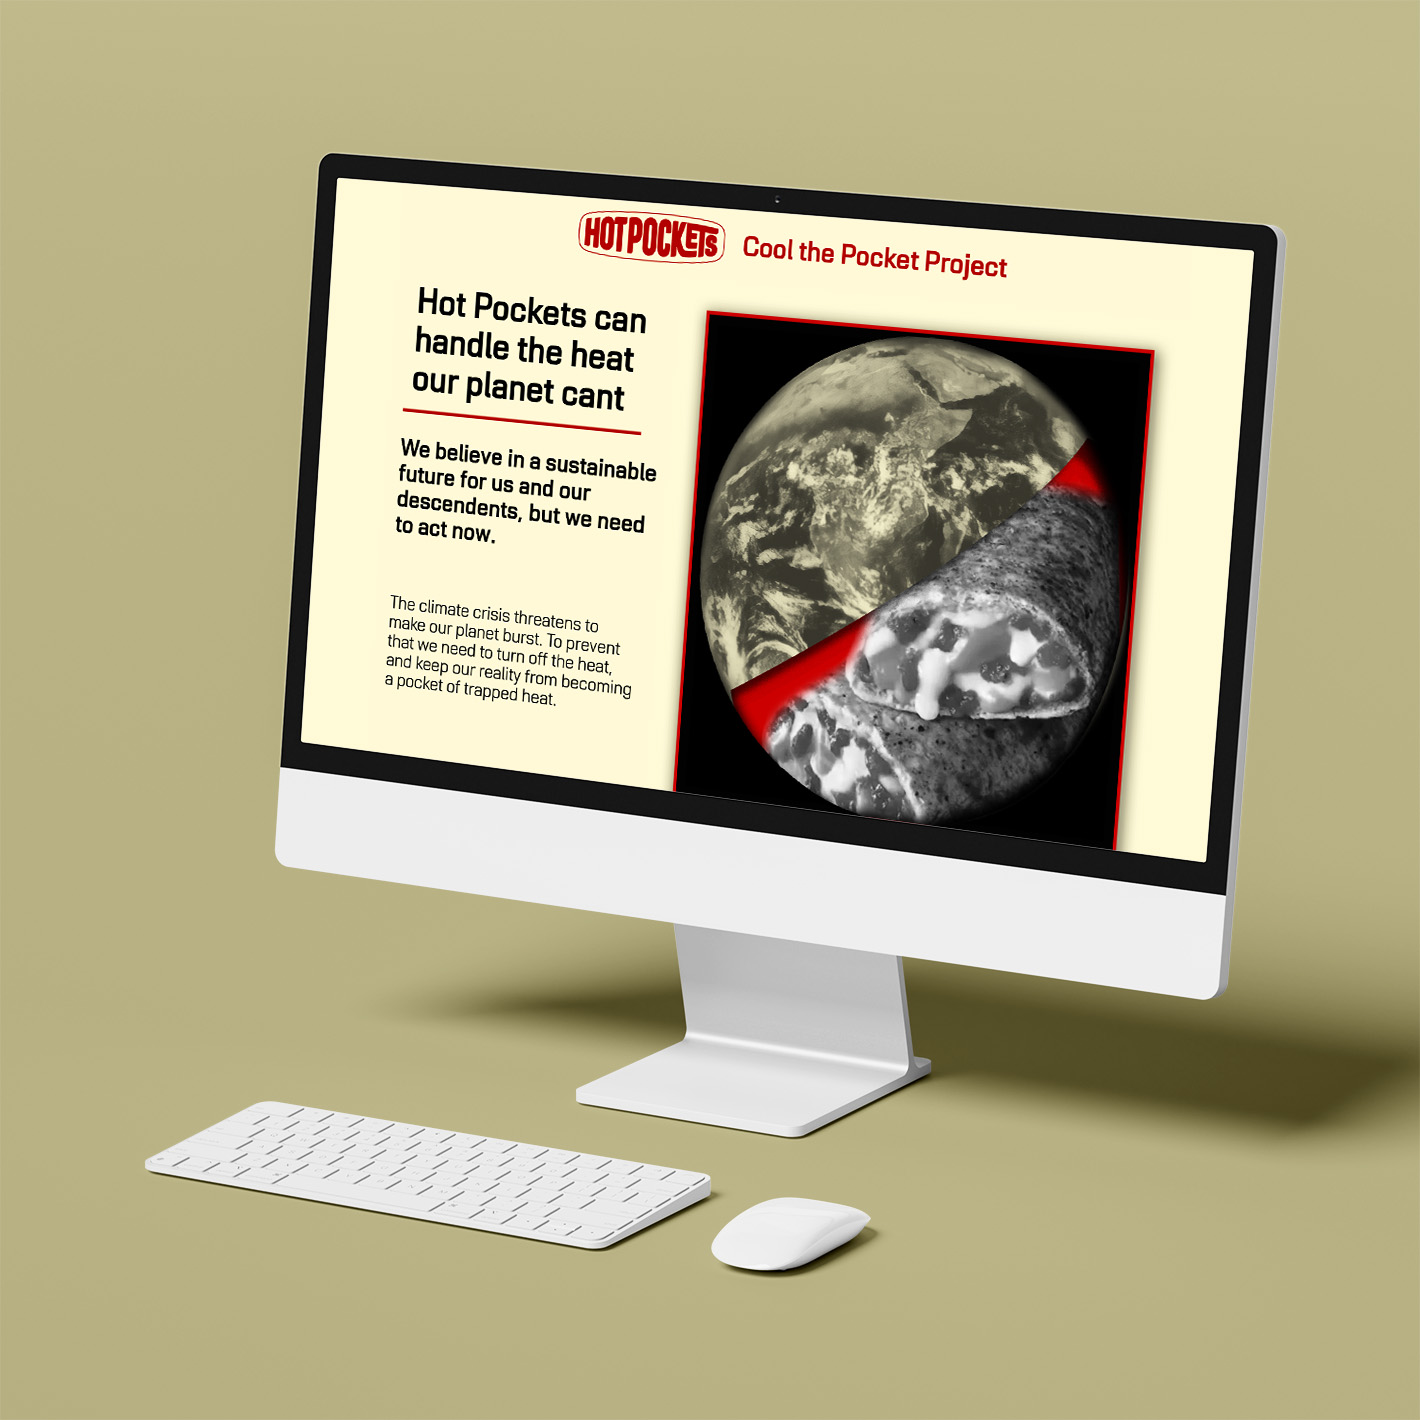 HOT POCKETS
Cool the Pocket Project
Hot Pockets can
handle the heat
our planet cant
We believe in a sustainable
future for us and our
descendents, but we need
to act now.
The climate crisis threatens to
make our planet burst. To prevent
that we need to turn off the heat,
and keep our reality from becoming
a pocket of trapped heat.